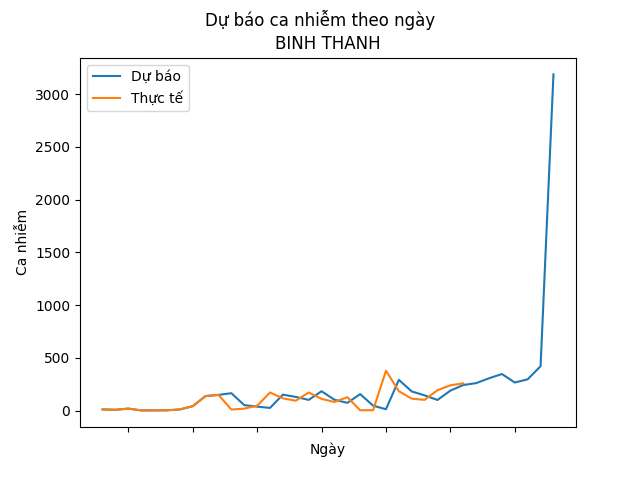 Dự báo ca nhiễm theo ngày
BINH THANH
Dự báo
Thực tế
3000
2500
2000
1500
1000
500
0
Ca nhiễm
Ngày